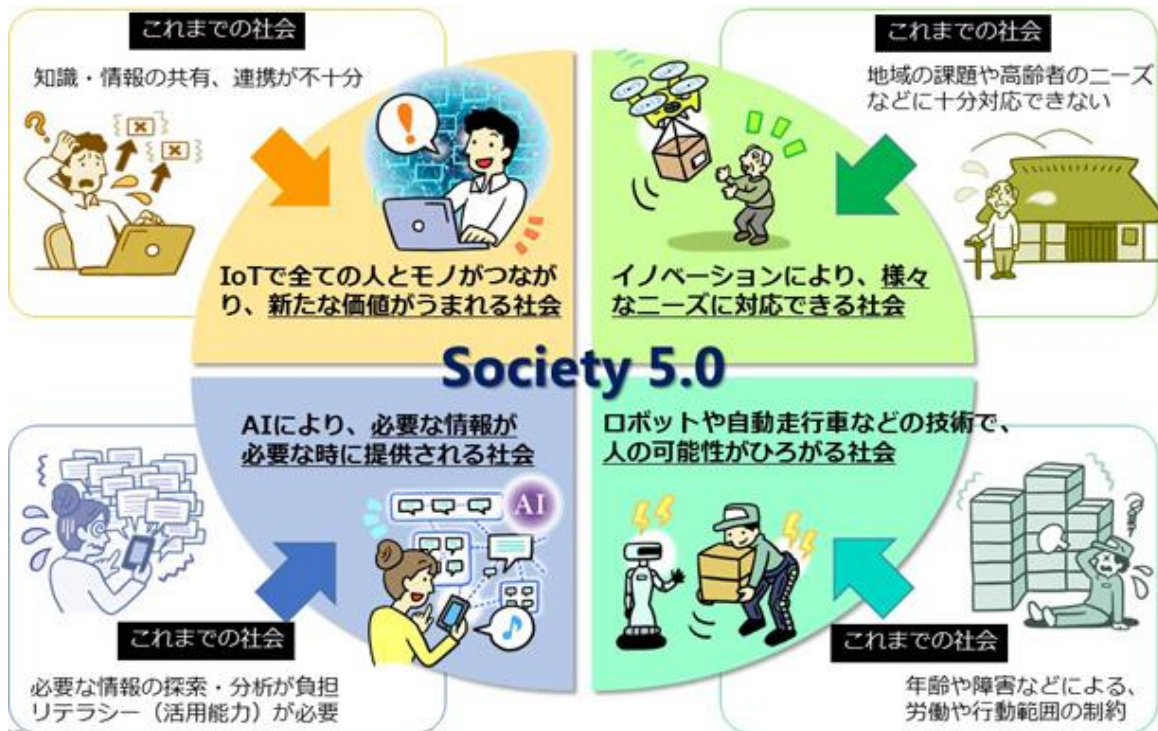 これまでの社会
知識・情報の共有、連携が不十分
IoTで全ての人とモノがつなが
り、新たな価値がうまれる社会
これまでの社会
地域の課題や高齢者のニーズ
などに十分対応できない
イノベーションにより、様々
なニーズに対応できる社会
Society 5.0
AIにより、必要な情報が
必要な時に提供される社会
AI
これまでの社会
必要な情報の探索・分析が負担
リテラシー（活用能力）が必要
ロボットや自動走行車などの技術で、
人の可能性がひろがる社会
これまでの社会
年齢や障害などによる、
労働や行動範囲の制約